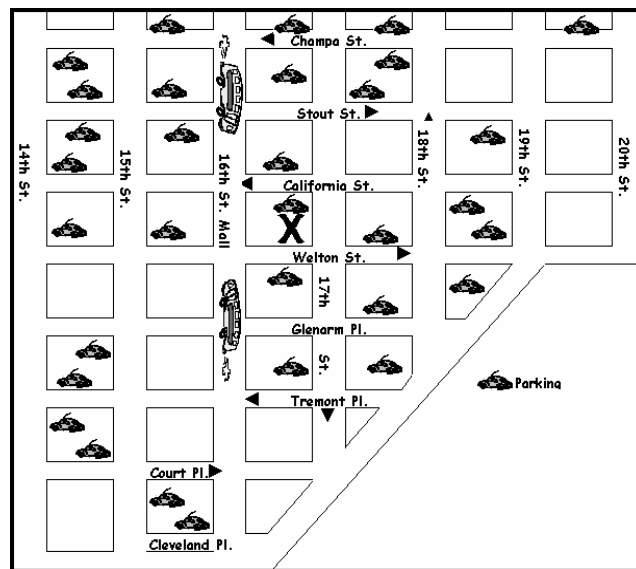 Champa St.
Stout St.
14th St.
15th St.
16th St. Mall
18th St.
19th St.
20th St.
California St.
X
Welton St.
17th St.
Glenarm Pl.
Tremont Pl.
Parking
Court Pl.
Cleveland Pl.